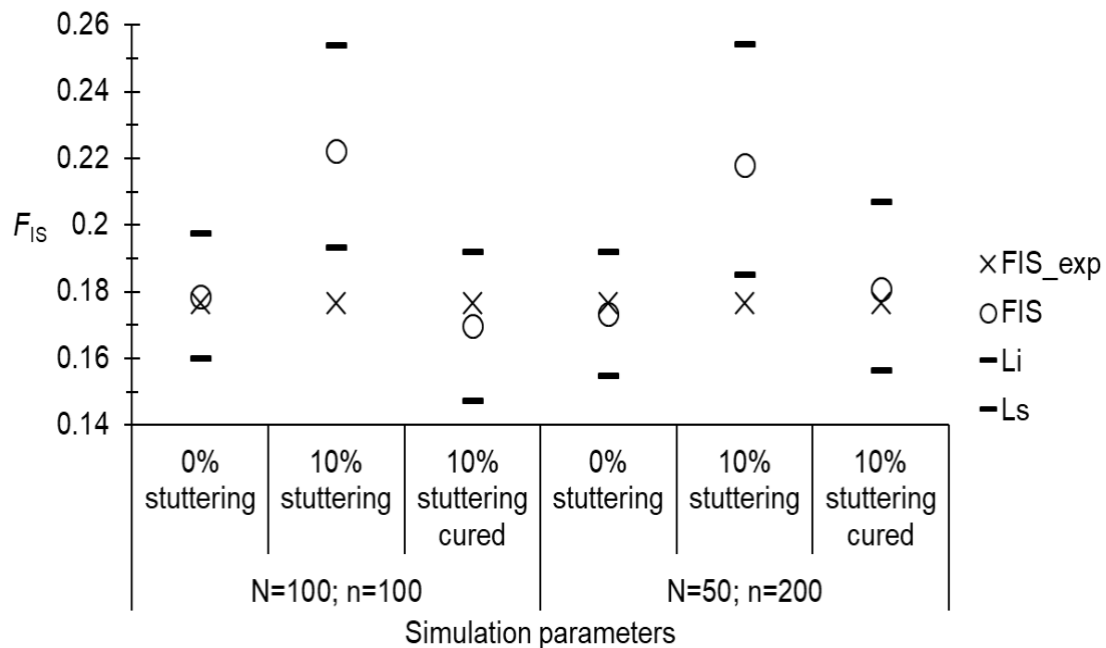 0.26
0.24
0.22
0.2
0.18
0.16
0.14
FIS
FIS_exp
FIS
Li
Ls
0%
stuttering
10%
stuttering
10%
stuttering
cured
0%
stuttering
10%
stuttering
10%
stuttering
cured
N=100; n=100
N=50; n=200
Simulation parameters